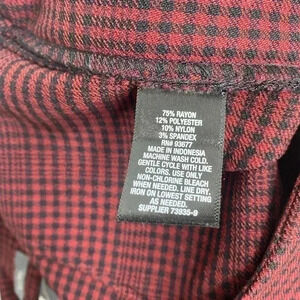 75% RAYON
12% POLYESTER
10% NYLON
3% SPANDEX
RN# 93677
MADE IN INDONESIA
MACHINE WASH COLD.
GENTLE CYCLE WITH LIKE
COLORS. USE ONLY
NON-CHLORINE BLEACH
WHEN NEEDED. LINE DRY.
IRON ON LOWEST SETTING
AS NEEDED.
SUPPLIER 73935-9